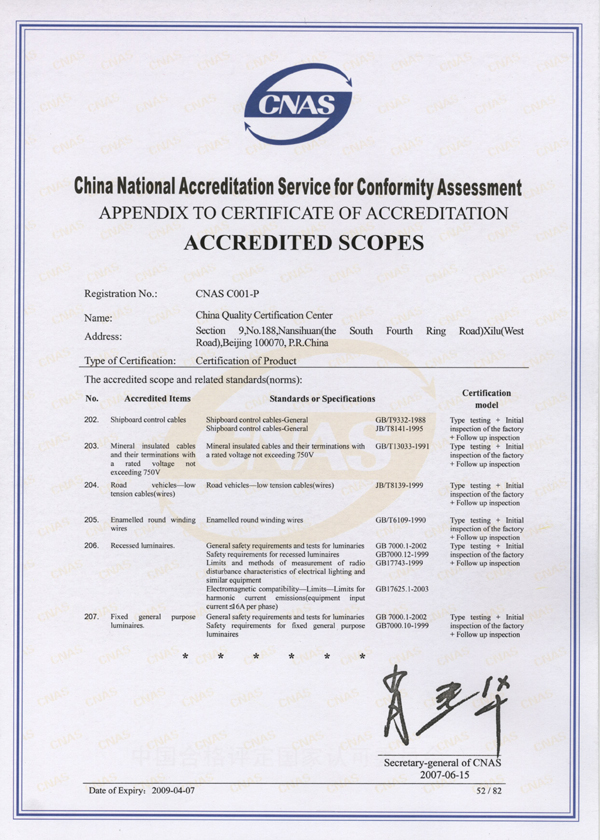 CNAS
China National Accreditation Service for Conformity Assessment
APPENDIX TO CERTIFICATE OF ACCREDITATION
ACCREDITED SCOPES
Registration No.: CNAS C001-P
Name: China Quality Certification Center
Address: Section 9,No.188,Nansihuan(the South Fourth Ring Road)Xilu(West
Road),Beijing 100070, P.R.China
Type of Certification: Certification of Product
The accredited scope and related standards(norms):
No. Accredited Items Standards or Specifications Certification
model
202. Shipboard control cables Shipboard control cables-General GB/T9332-1988 Type testing + Initial
Shipboard control cables-General JB/T8141-1995 inspection of the factory
+ Follow up inspection
203. Mineral insulated cables Mineral insulated cables and their terminations with GB/T13033-1991 Type testing + Initial
and their terminations with a rated voltage not exceeding 750V inspection of the factory
a rated voltage not + Follow up inspection
exceeding 750V
204. Road vehicles—low Road vehicles—low tension cables(wires) JB/T8139-1999 Type testing + Initial
tension cables(wires) inspection of the factory
+ Follow up inspection
205. Enamelled round winding Enamelled round winding wires GB/T6109-1990 Type testing + Initial
wires inspection of the factory
+ Follow up inspection
206. Recessed luminaires. General safety requirements and tests for luminaries GB 7000.1-2002 Type testing + Initial
Safety requirements for recessed luminaires GB7000.12-1999 inspection of the factory
Limits and methods of measurement of radio GB17743-1999 + Follow up inspection
disturbance characteristics of electrical lighting and
similar equipment
Electromagnetic compatibility—Limits—Limits for GB17625.1-2003
harmonic current emissions(equipment input
current ≤16A per phase)
207. Fixed general purpose General safety requirements and tests for luminaries GB 7000.1-2002 Type testing + Initial
luminaires. Safety requirements for fixed general purpose GB7000.10-1999 inspection of the factory
luminaires + Follow up inspection
* * * * * *
Secretary-general of CNAS
2007-06-15
Date of Expiry: 2009-04-07 52 / 82